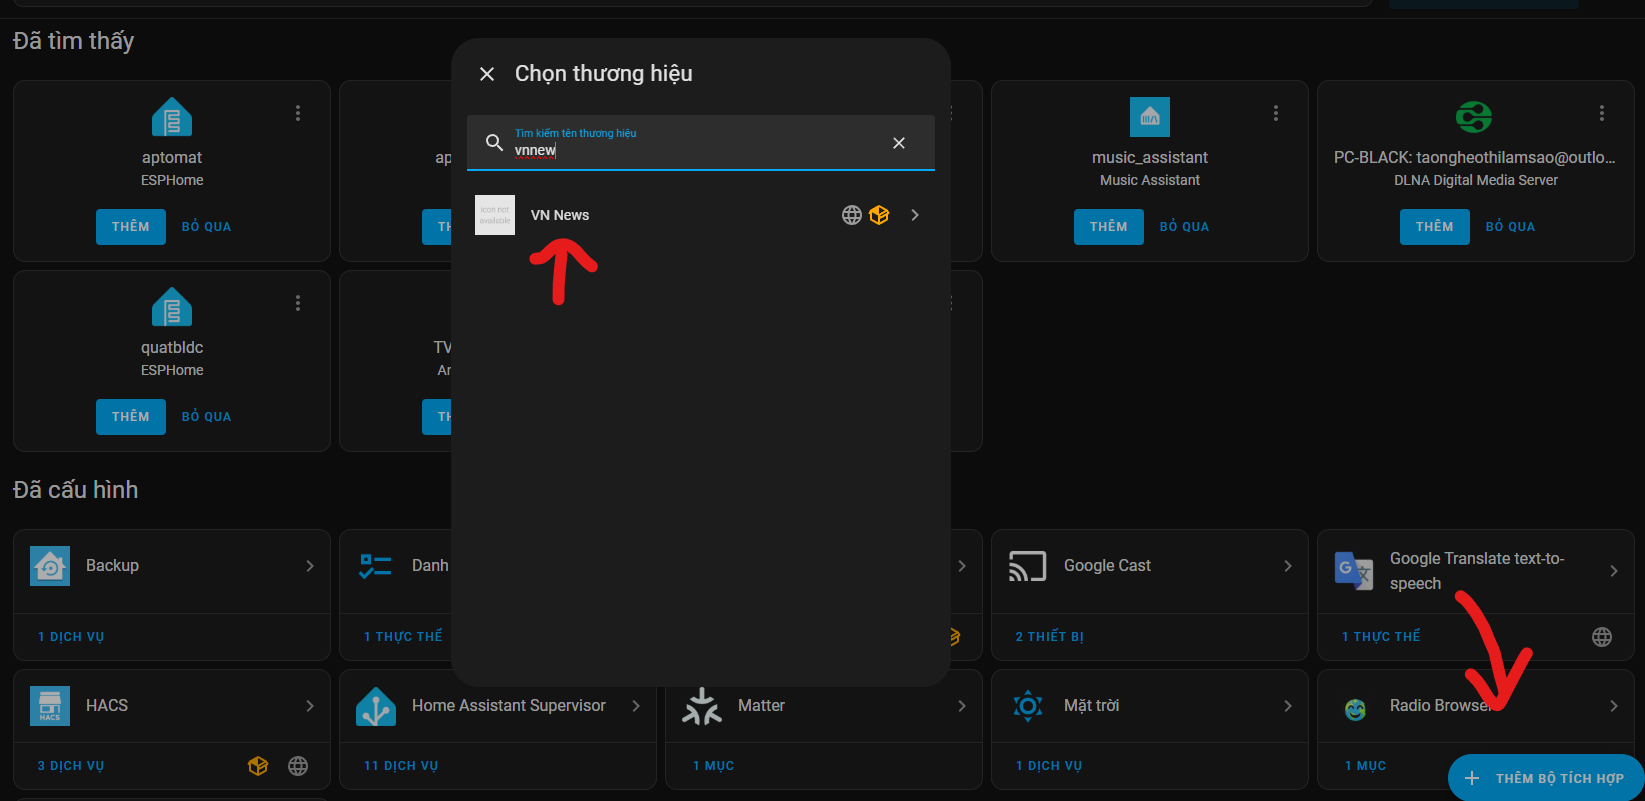 Đã tìm thấy
Chọn thương hiệu
Tìm kiếm tên thương hiệu
vnnew
icon not
available
VN News
aptomat
ESPHome
THÊM
BỎ QUA
ap
TH
music_assistant
Music Assistant
THÊM
BỎ QUA
PC-BLACK: taongheothilamsao@outlo...
DLNA Digital Media Server
THÊM
BỎ QUA
quatbldc
ESPHome
THÊM
BỎ QUA
TV
An
TH
Đã cấu hình
Backup
1 DỊCH VỤ
Danh
1 THỰC THỂ
Google Cast
2 THIẾT BỊ
Google Translate text-to-
speech
1 THỰC THỂ
HACS
HACS
3 DỊCH VỤ
Home Assistant Supervisor
11 DỊCH VỤ
Matter
1 MỤC
Mặt trời
1 DỊCH VỤ
Radio Browser
1 MỤC
THÊM BỘ TÍCH HỢP